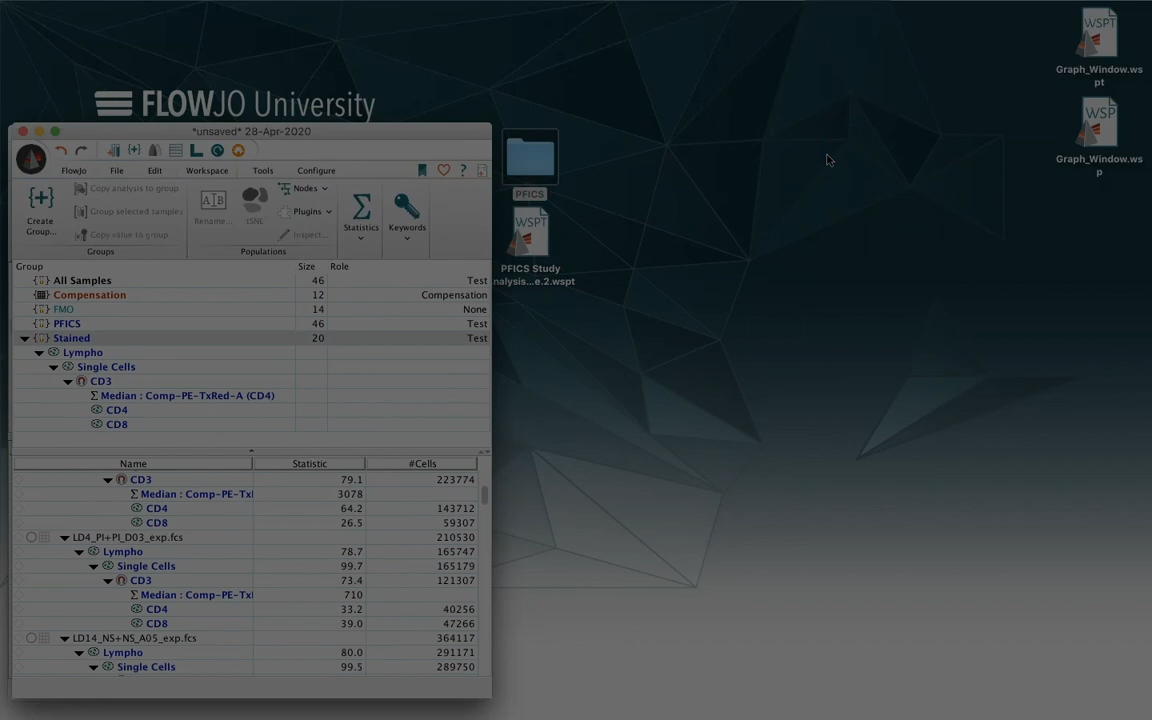 Graph_Window.ws
pt
Graph_Window.ws
p
FLOWJO University
*unsaved* 28-Apr-2020
FlowJo File Edit Workspace Tools Configure
Create
Group...
Copy analysis to group
Group selected samples
Copy value to group
Groups
Rename...
tSNE
Nodes
Plugins
Inspect...
Populations
Statistics
Keywords
PFICS
WSPT
PFICS Study
nalysis...e.2.wspt
WSPT
WSP
Group Size Role
{ } All Samples 46 Test
Compensation 12 Compensation
{ } FMO 14 None
{ } PFICS 46 Test
{ } Stained 20 Test
Lympho
Single Cells
CD3
Σ Median : Comp-PE-TxRed-A (CD4)
CD4
CD8
Name Statistic #Cells
CD3 79.1 223774
Σ Median : Comp-PE-Txl 3078
CD4 64.2 143712
CD8 26.5 59307
LD4_PI+PI_D03_exp.fcs 210530
Lympho 78.7 165747
Single Cells 99.7 165179
CD3 73.4 121307
Σ Median : Comp-PE-Txl 710
CD4 33.2 40256
CD8 39.0 47266
LD14_NS+NS_A05_exp.fcs 364117
Lympho 80.0 291171
Single Cells 99.5 289750